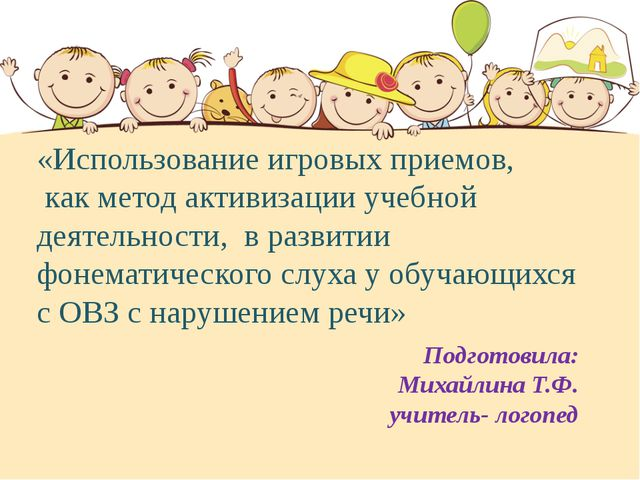 «Использование игровых приемов,
как метод активизации учебной
деятельности, в развитии
фонематического слуха у обучающихся
с ОВЗ с нарушением речи»
Подготовила:
Михайлина Т.Ф.
учитель- логопед